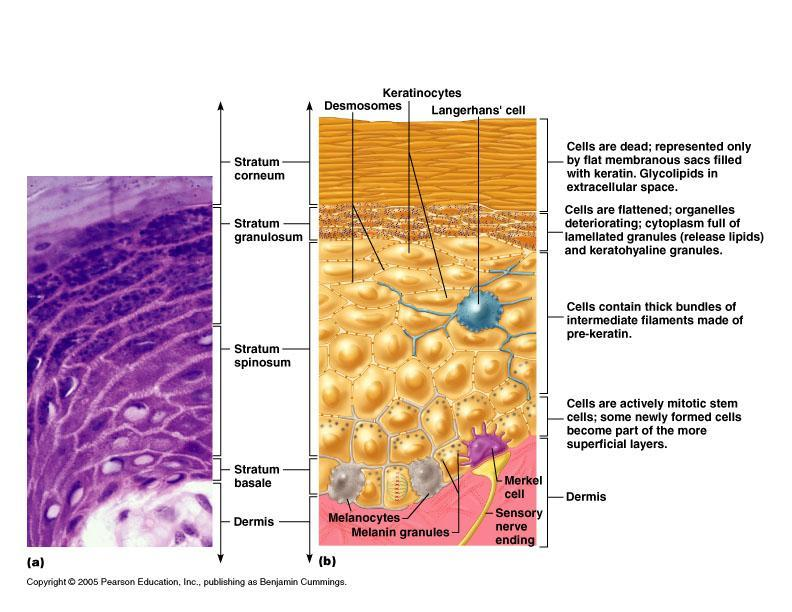 Keratinocytes
Desmosomes
Langerhans' cell
Stratum
corneum
Stratum
granulosum
Stratum
spinosum
Stratum
basale
Dermis
Cells are dead; represented only
by flat membranous sacs filled
with keratin. Glycolipids in
extracellular space.
Cells are flattened; organelles
deteriorating; cytoplasm full of
lamellated granules (release lipids)
and keratohyaline granules.
Cells contain thick bundles of
intermediate filaments made of
pre-keratin.
Cells are actively mitotic stem
cells; some newly formed cells
become part of the more
superficial layers.
Dermis
Merkel
cell
Sensory
nerve
ending
Melanocytes
Melanin granules
(a)
(b)
Copyright © 2005 Pearson Education, Inc., publishing as Benjamin Cummings.